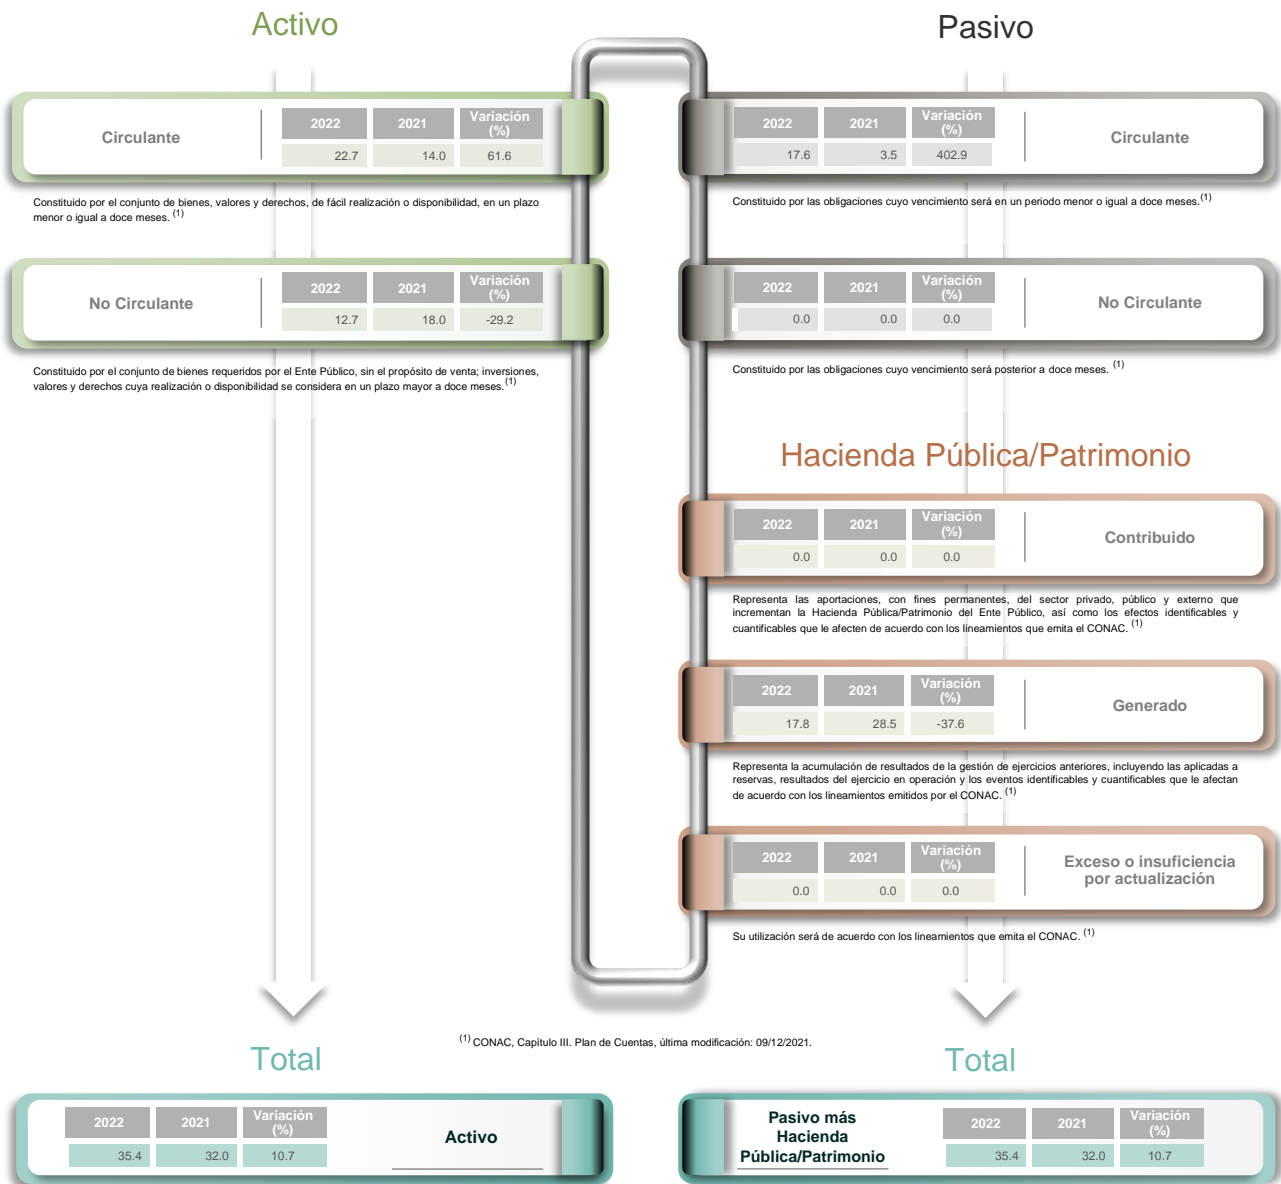 Activo
Circulante
2022 2021 Variación (%)
22.7 14.0 61.6
Constituido por el conjunto de bienes, valores y derechos, de fácil realización o disponibilidad, en un plazo
menor o igual a doce meses. (1)
No Circulante
2022 2021 Variación (%)
12.7 18.0 -29.2
Constituido por el conjunto de bienes requeridos por el Ente Público, sin el propósito de venta; inversiones,
valores y derechos cuya realización o disponibilidad se considera en un plazo mayor a doce meses. (1)
Pasivo
2022 2021 Variación (%)
17.6 3.5 402.9
Circulante
Constituido por las obligaciones cuyo vencimiento será en un periodo menor o igual a doce meses. (1)
2022 2021 Variación (%)
0.0 0.0 0.0
No Circulante
Constituido por las obligaciones cuyo vencimiento será posterior a doce meses. (1)
Hacienda Pública/Patrimonio
2022 2021 Variación (%)
0.0 0.0 0.0
Contribuido
Representa las aportaciones, con fines permanentes, del sector privado, público y externo que
incrementan la Hacienda Pública/Patrimonio del Ente Público, así como los efectos identificables y
cuantificables que le afecten de acuerdo con los lineamientos que emita el CONAC. (1)
2022 2021 Variación (%)
17.8 28.5 -37.6
Generado
Representa la acumulación de resultados de la gestión de ejercicios anteriores, incluyendo las aplicadas a
reservas, resultados del ejercicio en operación y los eventos identificables y cuantificables que le afectan
de acuerdo con los lineamientos emitidos por el CONAC. (1)
2022 2021 Variación (%)
0.0 0.0 0.0
Exceso o insuficiencia
por actualización
Su utilización será de acuerdo con los lineamientos que emita el CONAC. (1)
(1) CONAC, Capítulo III. Plan de Cuentas, última modificación: 09/12/2021.
Total
2022 2021 Variación (%)
35.4 32.0 10.7
Activo
Total
Pasivo más
Hacienda
Pública/Patrimonio
2022 2021 Variación (%)
35.4 32.0 10.7